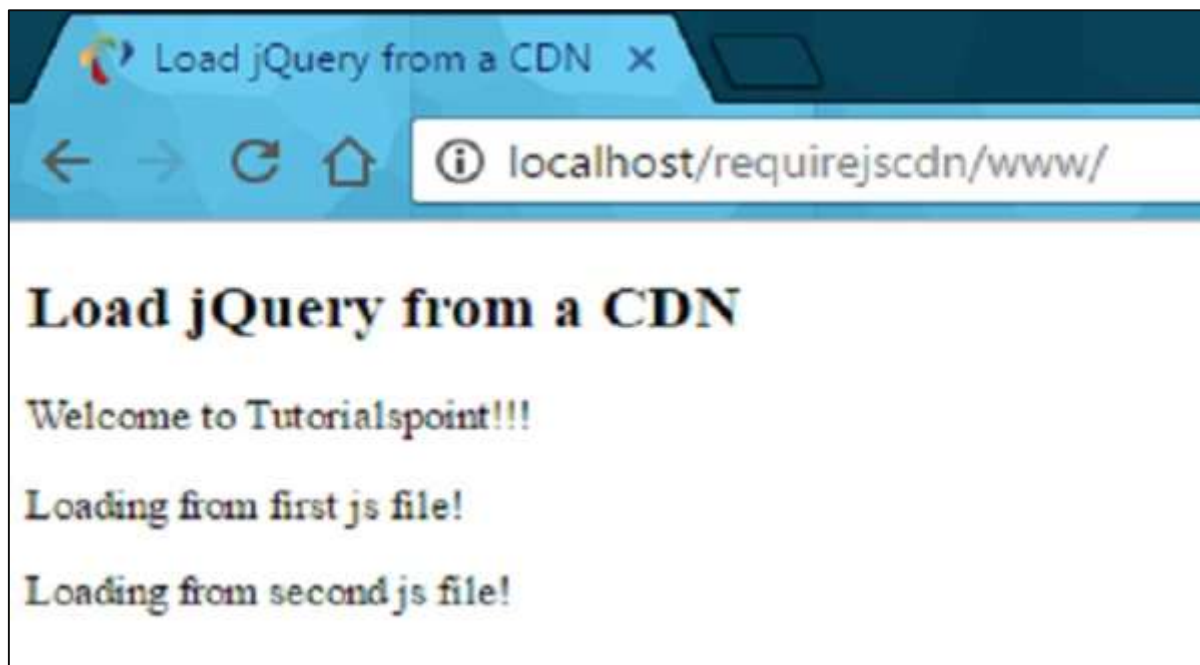 Load jQuery from a CDN
localhost/requirejscdn/www/
Load jQuery from a CDN
Welcome to Tutorialspoint!!!
Loading from first js file!
Loading from second js file!